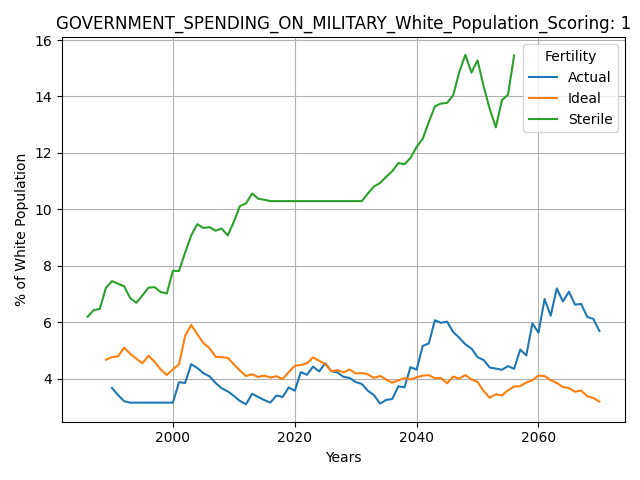 GOVERNMENT_SPENDING_ON_MILITARY_White_Population_Scoring: 1
% of White Population
16
14
12
10
8
6
4
Fertility
Actual
Ideal
Sterile
2000
2020
2040
2060
Years